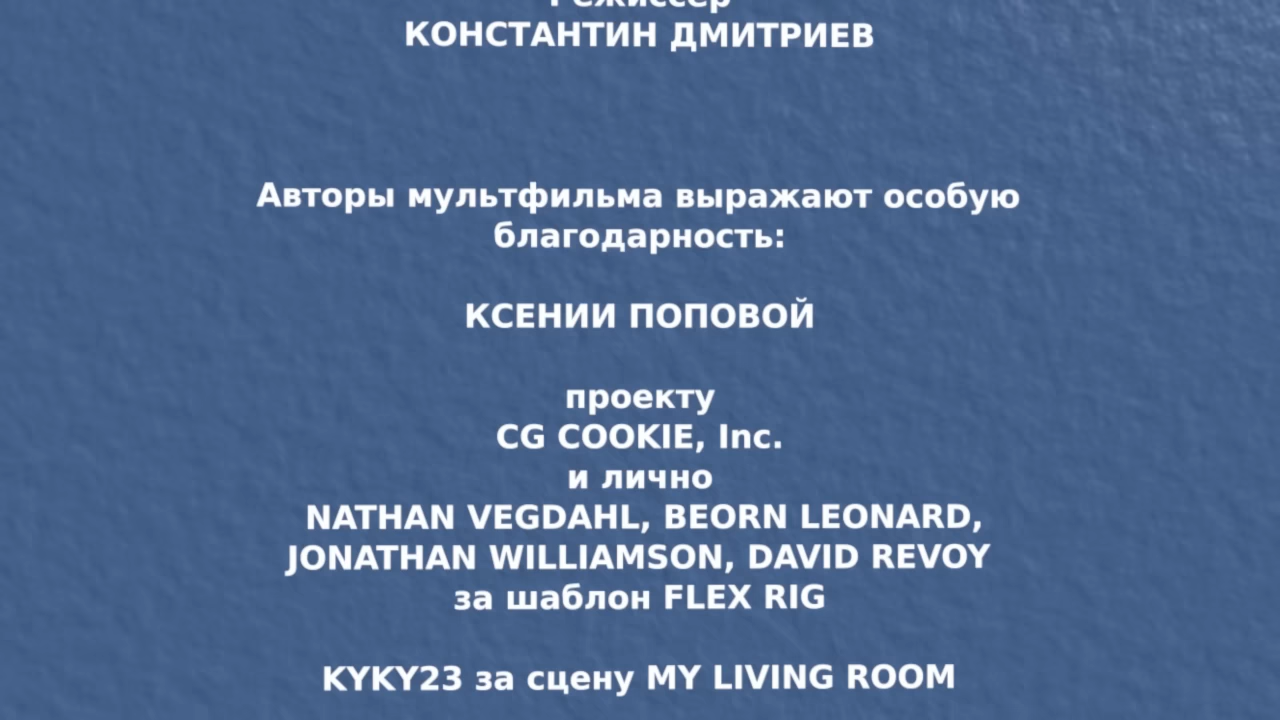 Режиссер
КОНСТАНТИН ДМИТРИЕВ
Авторы мультфильма выражают особую
благодарность:
КСЕНИИ ПОПОВОЙ
проекту
CG COOKIE, Inc.
и лично
NATHAN VEGDAHL, BEORN LEONARD,
JONATHAN WILLIAMSON, DAVID REVOY
за шаблон FLEX RIG
KYKY23 за сцену MY LIVING ROOM